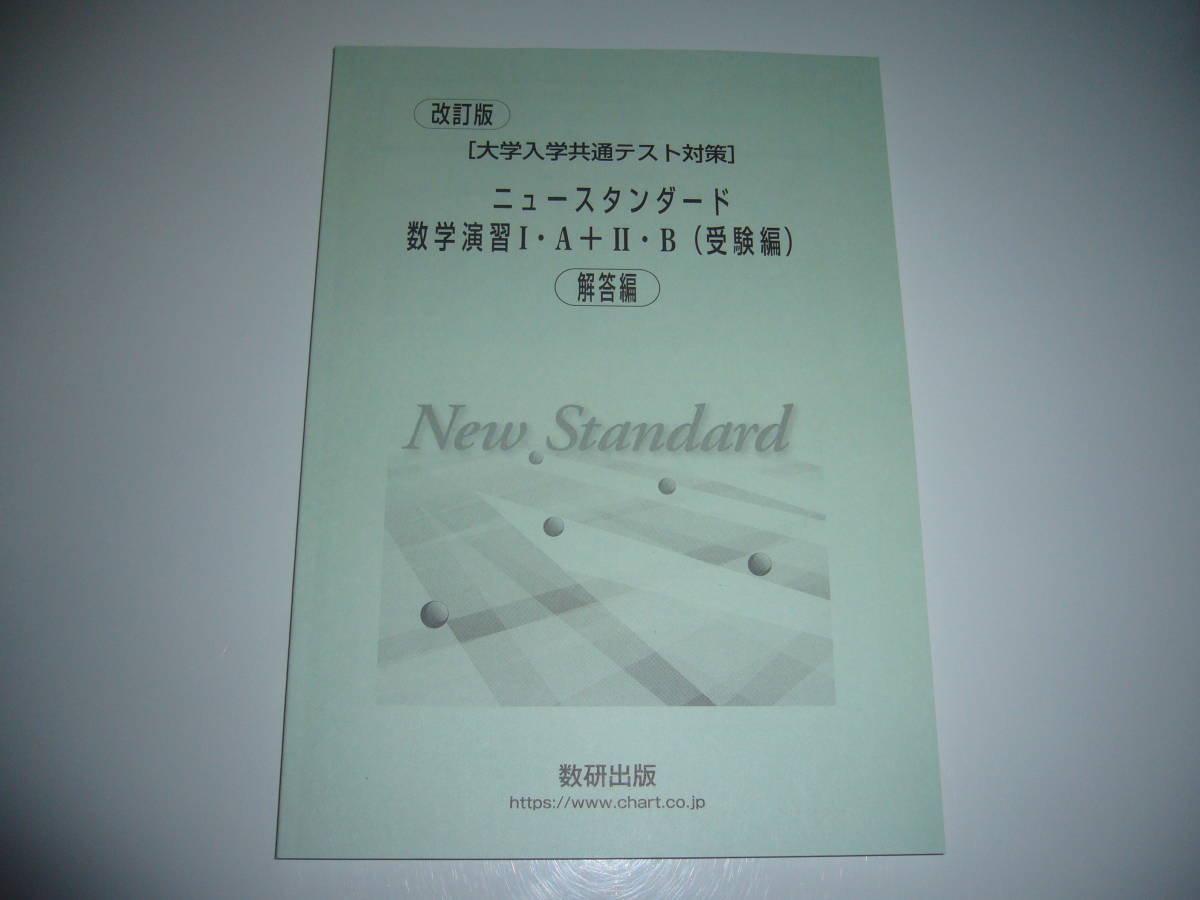 改訂版
[大学入学共通テスト対策]
ニュースタンダード
数学演習Ⅰ・A＋Ⅱ・B（受験編）
解答編
New Standard
数研出版
https://www.chart.co.jp